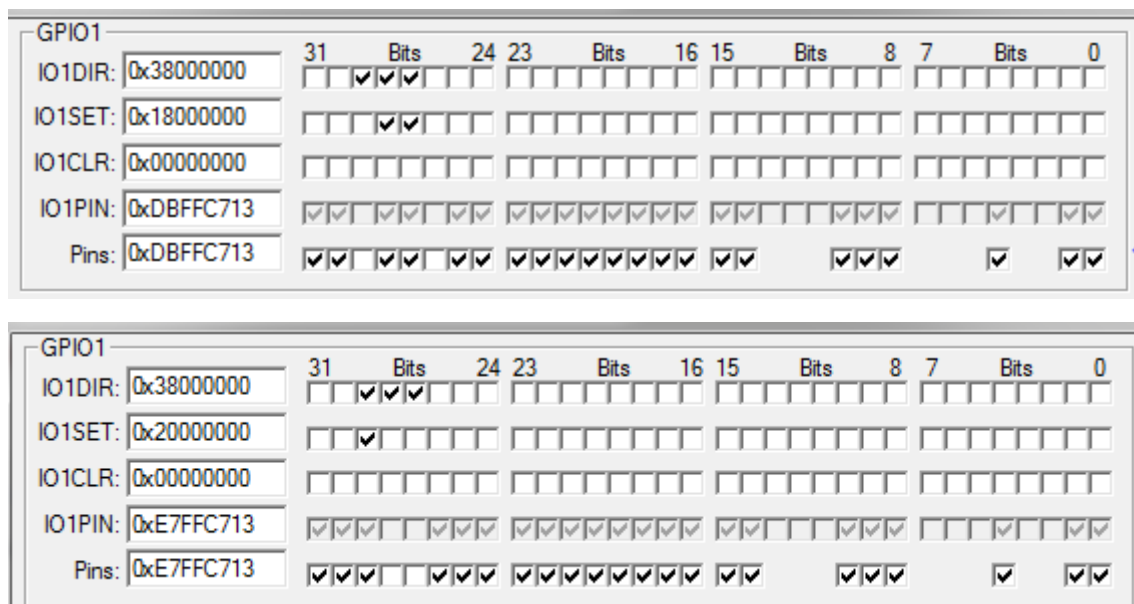 GPIO1
31 Bits 24 23 Bits 16 15 Bits 8 7 Bits 0
IO1DIR: 0x38000000
IO1SET: 0x18000000
IO1CLR: 0x00000000
IO1PIN: 0xDBFFC713
Pins: 0xDBFFC713
GPIO1
31 Bits 24 23 Bits 16 15 Bits 8 7 Bits 0
IO1DIR: 0x38000000
IO1SET: 0x20000000
IO1CLR: 0x00000000
IO1PIN: 0xE7FFC713
Pins: 0xE7FFC713